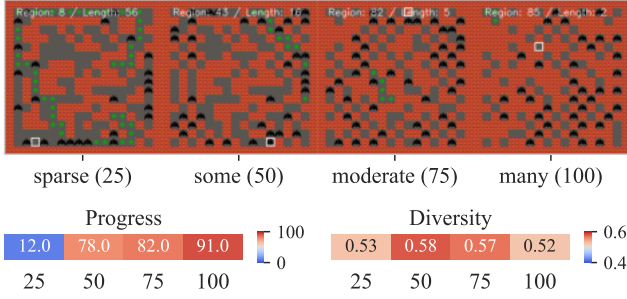 Region: 8 / Length: 56 Region: 43 / Length: 16 Region: 82 / Length: 5 Region: 85 / Length: 2
sparse (25) some (50) moderate (75) many (100)
Progress Diversity
12.0 78.0 82.0 91.0 100 0 0.53 0.58 0.57 0.52 0.6 0.4
25 50 75 100 25 50 75 100